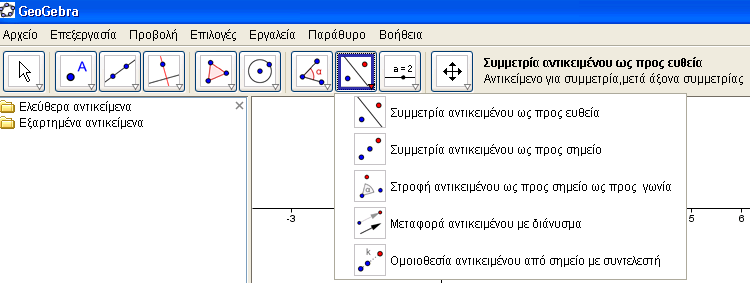 GeoGebra
Αρχείο Επεξεργασία Προβολή Επιλογές Εργαλεία Παράθυρο Βοήθεια
A α a = 2
Συμμετρία αντικειμένου ως προς ευθεία
Αντικείμενο για συμμετρία,μετά άξονα συμμετρίας
Ελεύθερα αντικείμενα
Εξαρτημένα αντικείμενα
Συμμετρία αντικειμένου ως προς ευθεία
Συμμετρία αντικειμένου ως προς σημείο
α Στροφή αντικειμένου ως προς σημείο ως προς γωνία
Μεταφορά αντικειμένου με διάνυσμα
k Ομοιοθεσία αντικειμένου από σημείο με συντελεστή
-3 5 6